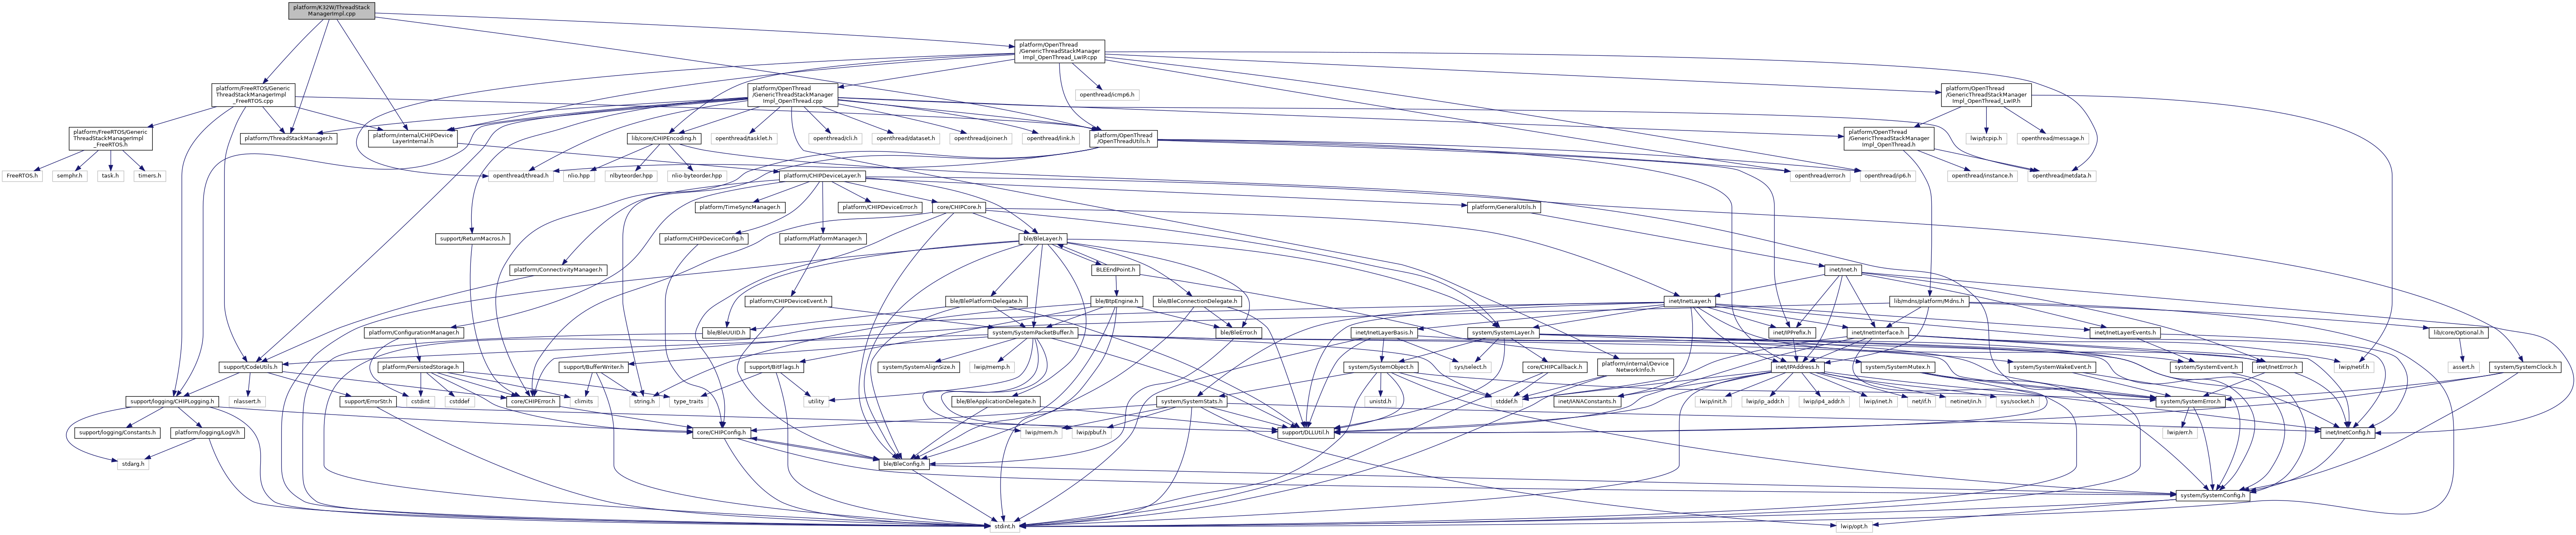 platform/K32W/ThreadStack
ManagerImpl.cpp
platform/OpenThread
/GenericThreadStackManager
Impl_OpenThread_LwIP.cpp
platform/FreeRTOS/Generic
ThreadStackManagerImpl
_FreeRTOS.cpp
platform/OpenThread
/GenericThreadStackManager
Impl_OpenThread.cpp
openthread/icmp6.h
platform/OpenThread
/GenericThreadStackManager
Impl_OpenThread_LwIP.h
platform/FreeRTOS/Generic
ThreadStackManagerImpl
_FreeRTOS.h
platform/ThreadStackManager.h
platform/internal/CHIPDevice
LayerInternal.h
lib/core/CHIPEncoding.h
openthread/tasklet.h
openthread/cli.h
openthread/dataset.h
openthread/joiner.h
openthread/link.h
platform/OpenThread
/OpenThreadUtils.h
platform/OpenThread
/GenericThreadStackManager
Impl_OpenThread.h
lwip/tcpip.h
openthread/message.h
FreeRTOS.h
semphr.h
task.h
timers.h
openthread/thread.h
nlio.hpp
nlbyteorder.hpp
nlio-byteorder.hpp
platform/CHIPDeviceLayer.h
openthread/error.h
openthread/ip6.h
openthread/instance.h
openthread/netdata.h
platform/TimeSyncManager.h
platform/CHIPDeviceError.h
core/CHIPCore.h
platform/GeneralUtils.h
support/ReturnMacros.h
platform/CHIPDeviceConfig.h
platform/PlatformManager.h
ble/BleLayer.h
platform/ConnectivityManager.h
BLEEndPoint.h
inet/Inet.h
platform/CHIPDeviceEvent.h
ble/BlePlatformDelegate.h
ble/BtpEngine.h
ble/BleConnectionDelegate.h
inet/InetLayer.h
lib/mdns/platform/Mdns.h
platform/ConfigurationManager.h
ble/BleUUID.h
system/SystemPacketBuffer.h
ble/BleError.h
inet/InetLayerBasis.h
system/SystemLayer.h
inet/IPPrefix.h
inet/InetInterface.h
inet/InetLayerEvents.h
lib/core/Optional.h
support/CodeUtils.h
platform/PersistedStorage.h
support/BufferWriter.h
support/BitFlags.h
system/SystemAlignSize.h
lwip/memp.h
system/SystemObject.h
sys/select.h
core/CHIPCallback.h
platform/internal/Device
NetworkInfo.h
inet/IPAddress.h
system/SystemMutex.h
system/SystemWakeEvent.h
system/SystemEvent.h
inet/InetError.h
lwip/netif.h
assert.h
system/SystemClock.h
support/logging/CHIPLogging.h
nlassert.h
support/ErrorStr.h
cstdint
cstddef
core/CHIPError.h
climits
string.h
type_traits
utility
ble/BleApplicationDelegate.h
system/SystemStats.h
unistd.h
stddef.h
inet/IANAConstants.h
lwip/init.h
lwip/ip_addr.h
lwip/ip4_addr.h
lwip/inet.h
net/if.h
netinet/in.h
sys/socket.h
system/SystemError.h
support/logging/Constants.h
platform/logging/LogV.h
core/CHIPConfig.h
lwip/mem.h
lwip/pbuf.h
support/DLLUtil.h
lwip/err.h
inet/InetConfig.h
stdarg.h
ble/BleConfig.h
system/SystemConfig.h
stdint.h
lwip/opt.h